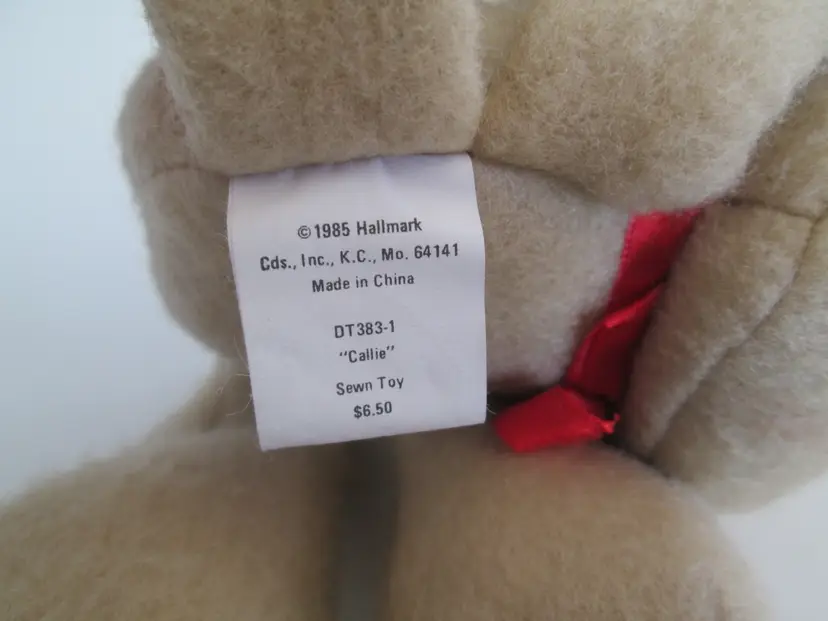 ©1985 Hallmark
Cds., Inc., K.C., Mo. 64141
Made in China
DT383-1
"Callie"
Sewn Toy
$6.50